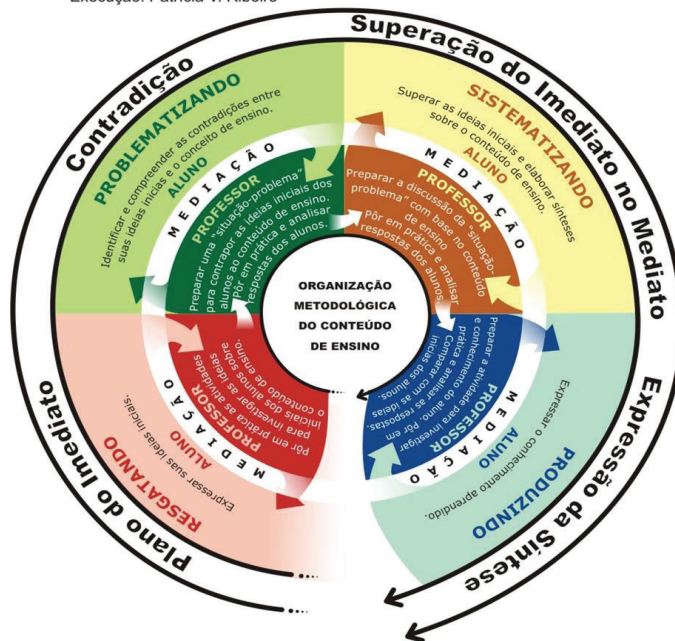 Execução: Patrícia V. Ribeiro
Plano do Imediato
RESGATANDO
Expressar suas ideias iniciais.
ALUNO
MEDIAÇÃO
PROFESSOR
Pôr em prática as atividades
para investigar as ideias
iniciais dos alunos sobre
o conteúdo de ensino.
Contradição
PROBLEMATIZANDO
Identificar e compreender as contradições entre
suas ideias inicias e o conceito de ensino.
ALUNO
MEDIAÇÃO
PROFESSOR
Preparar uma "situação-problema"
para contrapor as ideias iniciais dos
alunos ao conteúdo de ensino.
Pôr em prática e analisar
respostas dos alunos.
Superação do Imediato no Mediato
SISTEMATIZANDO
Superar as ideias iniciais e elaborar sínteses
sobre o conteúdo de ensino.
ALUNO
MEDIAÇÃO
PROFESSOR
Preparar a discussão da "situação-
problema" com base no conteúdo
de ensino
Pôr em prática e analisar
respostas dos alunos.
Expressão da Síntese
PRODUZINDO
Expressar o conhecimento aprendido.
ALUNO
MEDIAÇÃO
PROFESSOR
Preparar a atividade para investigar
e conhecimento do aluno. Pôr em
prática e analisar as respostas.
Comparar com as ideias
inicias dos alunos.
ORGANIZAÇÃO
METODOLÓGICA
DO CONTEÚDO
DE ENSINO